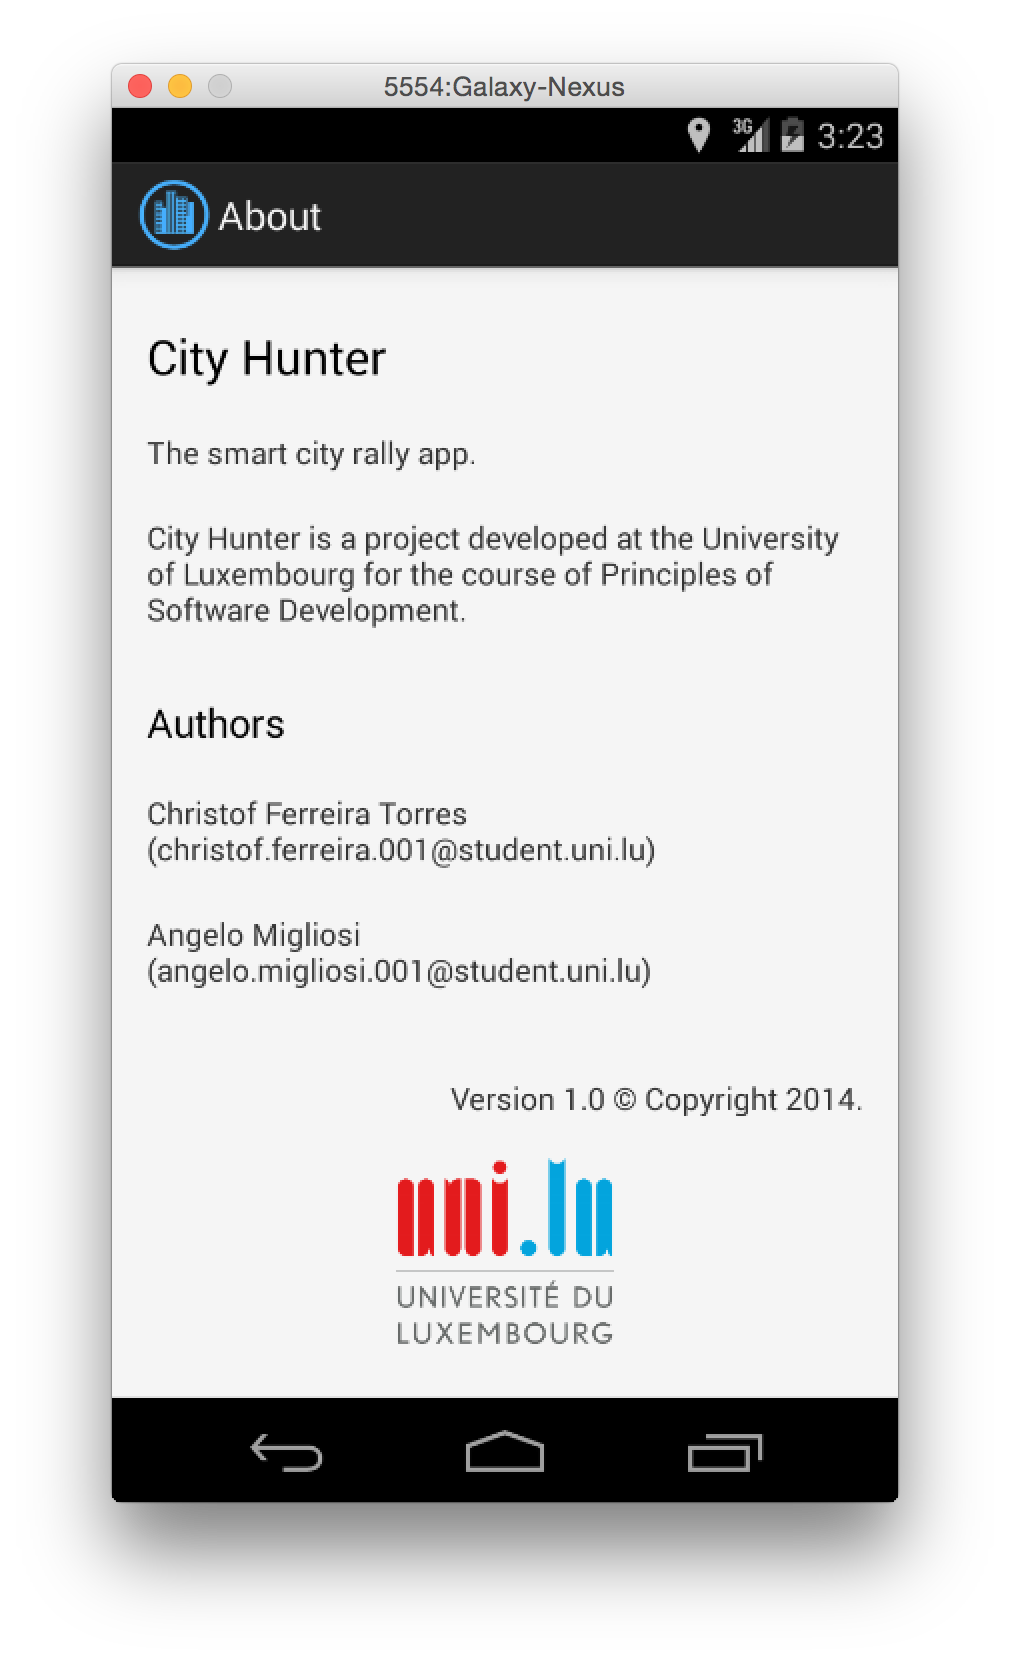 5554:Galaxy-Nexus
3G 3:23
About
City Hunter
The smart city rally app.
City Hunter is a project developed at the University
of Luxembourg for the course of Principles of
Software Development.
Authors
Christof Ferreira Torres
(christof.ferreira.001@student.uni.lu)
Angelo Migliosi
(angelo.migliosi.001@student.uni.lu)
Version 1.0 © Copyright 2014.
uni.lu
UNIVERSITÉ DU
LUXEMBOURG